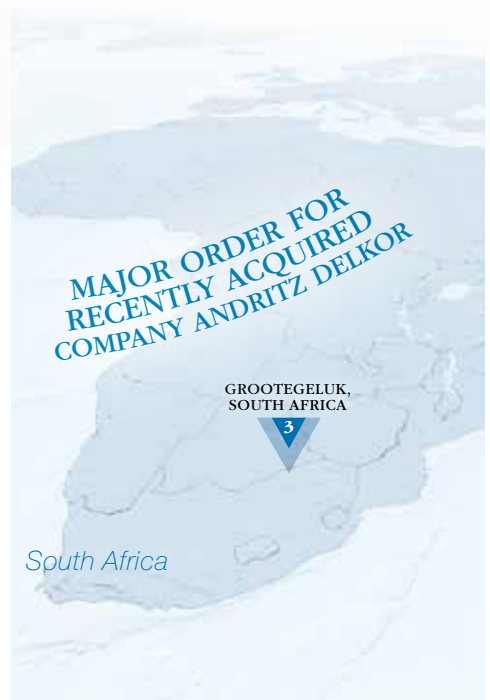 MAJOR ORDER FOR
RECENTLY ACQUIRED
COMPANY ANDRITZ DELKOR
GROOTEGELUK,
SOUTH AFRICA
3
South Africa